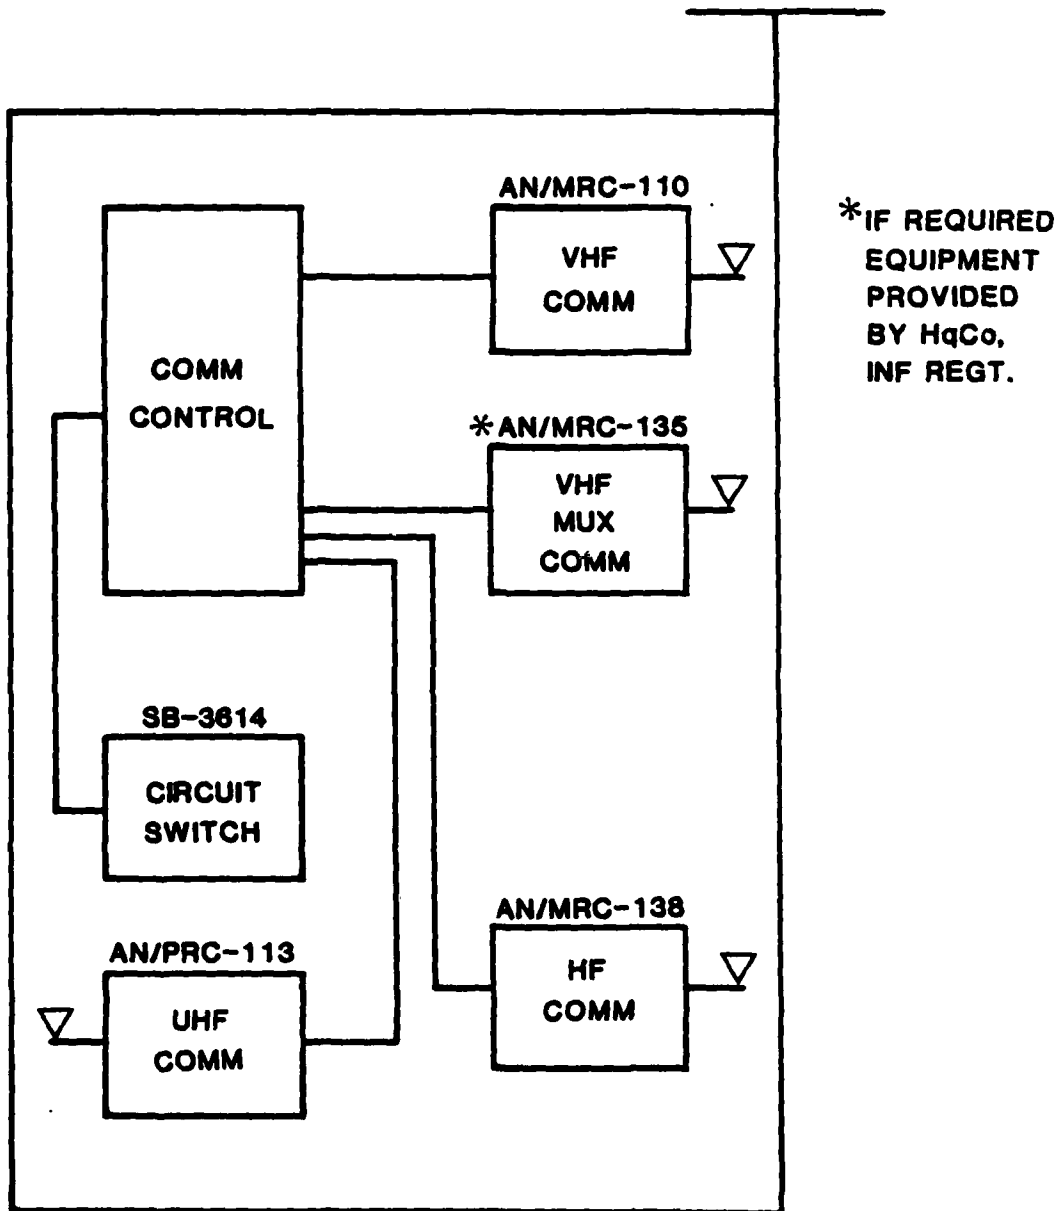 AN/MRC-110
VHF
COMM
*IF REQUIRED
EQUIPMENT
PROVIDED
BY HqCo,
INF REGT.
COMM
CONTROL
*AN/MRC-135
VHF
MUX
COMM
SB-3614
CIRCUIT
SWITCH
AN/MRC-138
HF
COMM
AN/PRC-113
UHF
COMM